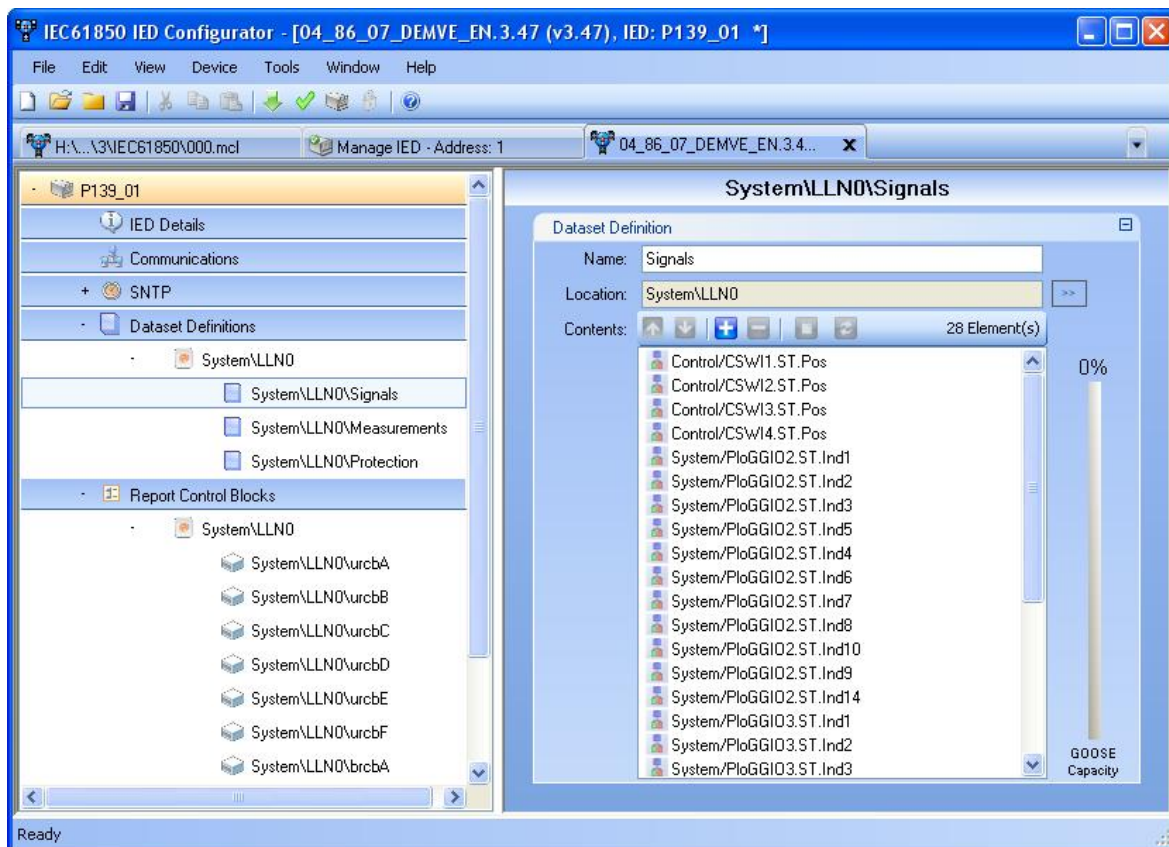 IEC61850 IED Configurator - [04_86_07_DEMVE_EN.3.47 (v3.47), IED: P139_01 *]
File Edit View Device Tools Window Help
H:\...\3\IEC61850\000.mcl Manage IED - Address: 1 04_86_07_DEMVE_EN.3.4...
P139_01
IED Details
Communications
SNTP
Dataset Definitions
System\LLN0
System\LLN0\Signals
System\LLN0\Measurements
System\LLN0\Protection
Report Control Blocks
System\LLN0
System\LLN0\urcbA
System\LLN0\urcbB
System\LLN0\urcbC
System\LLN0\urcbD
System\LLN0\urcbE
System\LLN0\urcbF
System\LLN0\brcbA
System\LLN0\Signals
Dataset Definition
Name: Signals
Location: System\LLN0 >>
Contents: 28 Element(s)
Control/CSWI1.ST.Pos
Control/CSWI2.ST.Pos
Control/CSWI3.ST.Pos
Control/CSWI4.ST.Pos
System/PloGGIO2.ST.Ind1
System/PloGGIO2.ST.Ind2
System/PloGGIO2.ST.Ind3
System/PloGGIO2.ST.Ind5
System/PloGGIO2.ST.Ind4
System/PloGGIO2.ST.Ind6
System/PloGGIO2.ST.Ind7
System/PloGGIO2.ST.Ind8
System/PloGGIO2.ST.Ind10
System/PloGGIO2.ST.Ind9
System/PloGGIO2.ST.Ind14
System/PloGGIO3.ST.Ind1
System/PloGGIO3.ST.Ind2
System/PloGGIO3.ST.Ind3
0%
GOOSE
Capacity
Ready